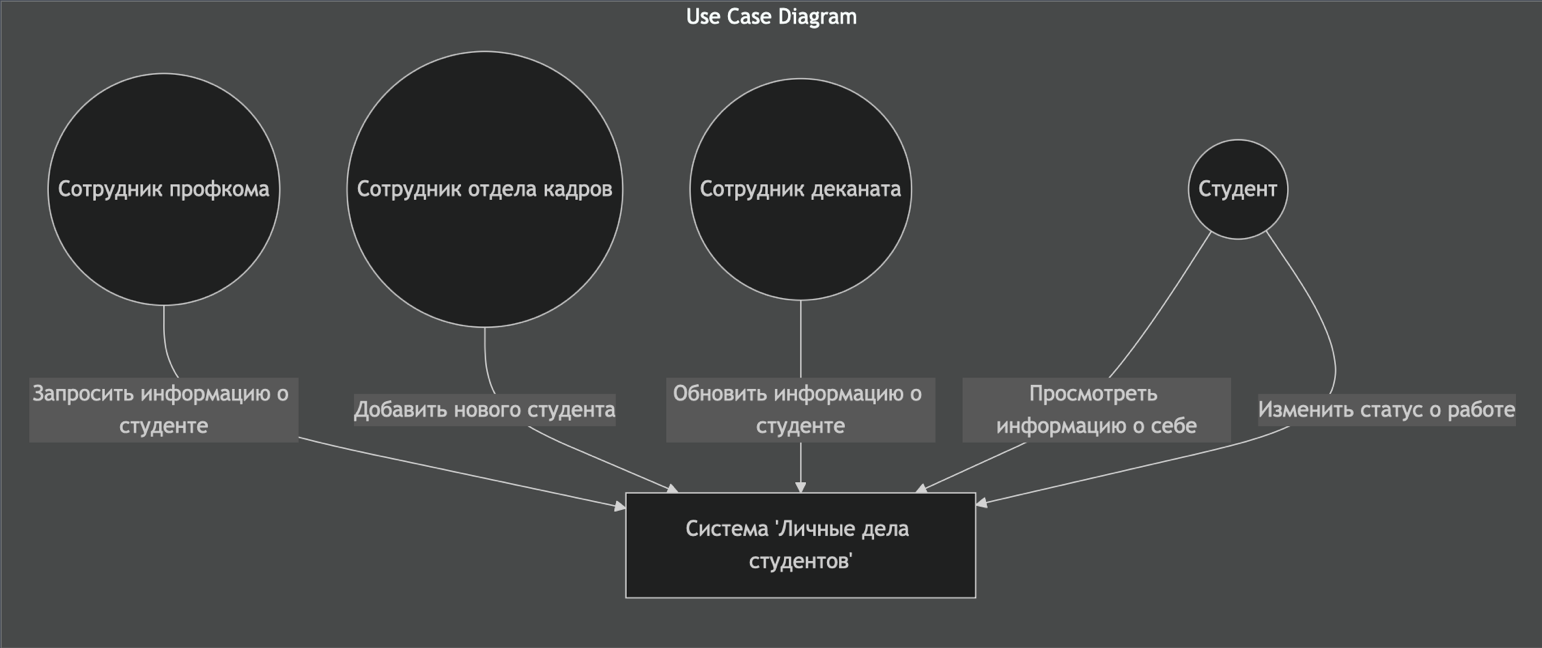 Use Case Diagram
Сотрудник профкома
Сотрудник отдела кадров
Сотрудник деканата
Студент
Запросить информацию о
студенте
Добавить нового студента
Обновить информацию о
студенте
Просмотреть
информацию о себе
Изменить статус о работе
Система 'Личные дела
студентов'